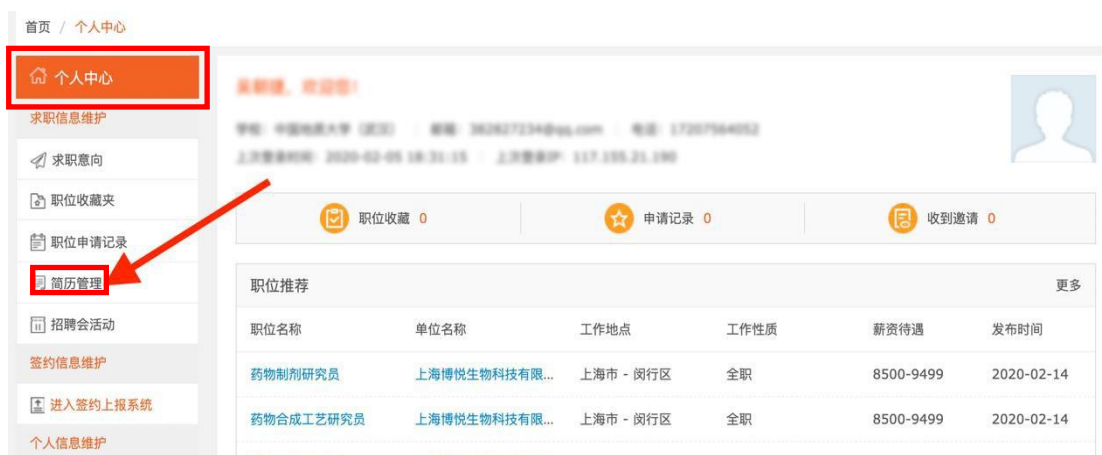 首页 / 个人中心
个人中心
求职信息维护
求职意向
职位收藏夹
职位申请记录
简历管理
招聘会活动
签约信息维护
进入签约上报系统
个人信息维护
职位收藏 0 申请记录 0 收到邀请 0
职位推荐 更多
职位名称 单位名称 工作地点 工作性质 薪资待遇 发布时间
药物制剂研究员 上海博悦生物科技有限... 上海市 - 闵行区 全职 8500-9499 2020-02-14
药物合成工艺研究员 上海博悦生物科技有限... 上海市 - 闵行区 全职 8500-9499 2020-02-14